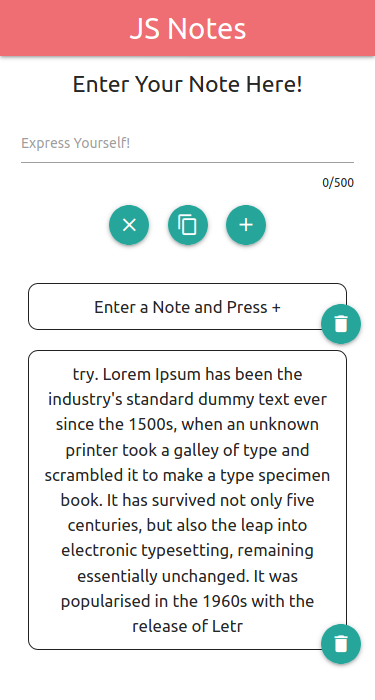 JS Notes
Enter Your Note Here!
Express Yourself!
0/500
Enter a Note and Press +
try. Lorem Ipsum has been the
industry's standard dummy text ever
since the 1500s, when an unknown
printer took a galley of type and
scrambled it to make a type specimen
book. It has survived not only five
centuries, but also the leap into
electronic typesetting, remaining
essentially unchanged. It was
popularised in the 1960s with the
release of Letr